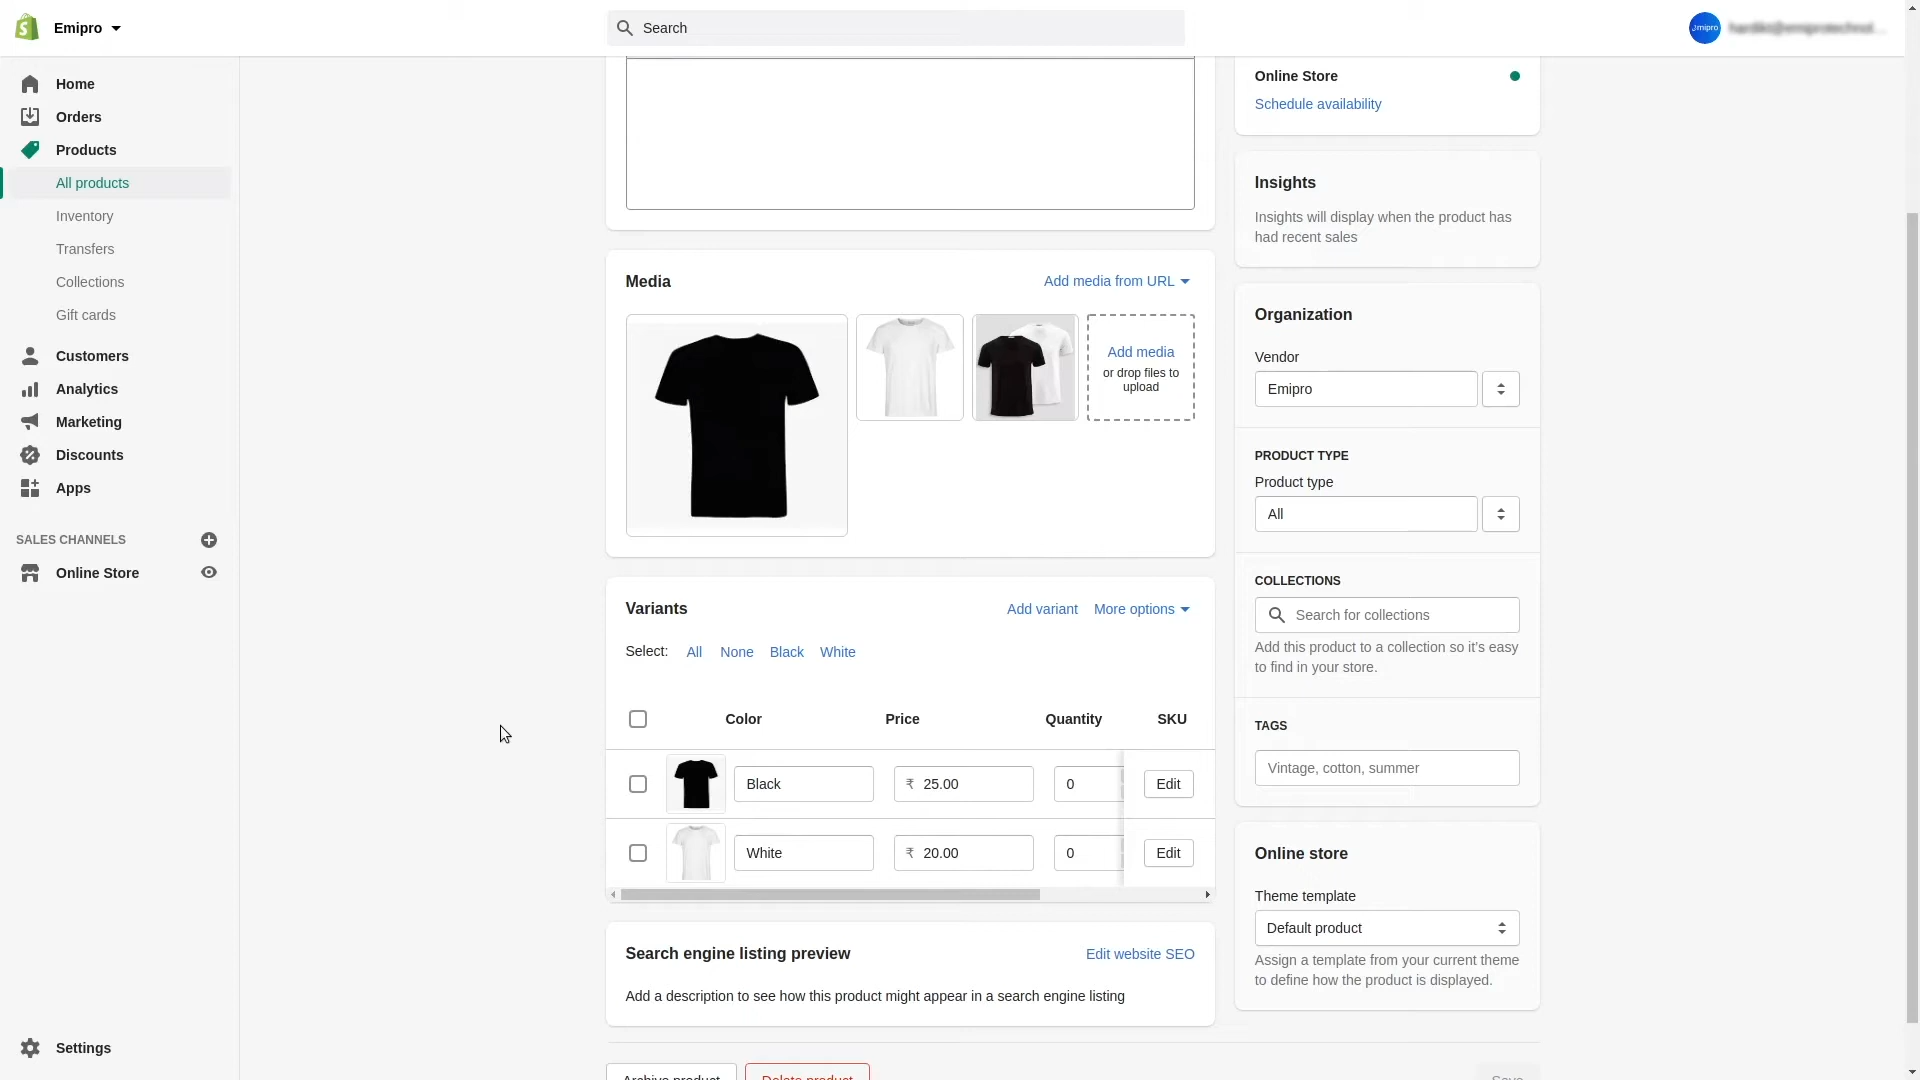 Emipro
Search
Home
Orders
Products
All products
Inventory
Transfers
Collections
Gift cards
Customers
Analytics
Marketing
Discounts
Apps
SALES CHANNELS
Online Store
Settings
Media
Add media from URL
Add media
or drop files to
upload
Variants
Add variant
More options
Select: All None Black White
Color Price Quantity SKU
Black ₹ 25.00 0 Edit
White ₹ 20.00 0 Edit
Search engine listing preview
Edit website SEO
Add a description to see how this product might appear in a search engine listing
Archive product
Delete product
Save
Online Store
Schedule availability
Insights
Insights will display when the product has
had recent sales
Organization
Vendor
Emipro
PRODUCT TYPE
Product type
All
COLLECTIONS
Search for collections
Add this product to a collection so it's easy
to find in your store.
TAGS
Vintage, cotton, summer
Online store
Theme template
Default product
Assign a template from your current theme
to define how the product is displayed.